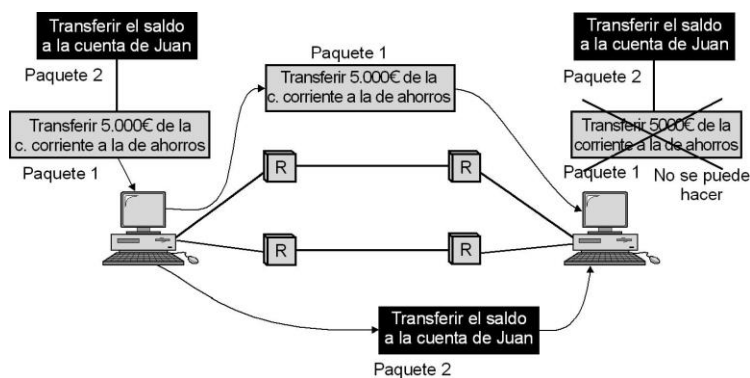 Transferir el saldo
a la cuenta de Juan
Paquete 2
Transferir 5.000€ de la
c. corriente a la de ahorros
Paquete 1
Paquete 1
Transferir 5.000€ de la
c. corriente a la de ahorros
Transferir el saldo
a la cuenta de Juan
Paquete 2
Transferir 5000€ de la
corriente a la de ahorros
Paquete 1
No se puede
hacer
R
R
R
R
Transferir el saldo
a la cuenta de Juan
Paquete 2